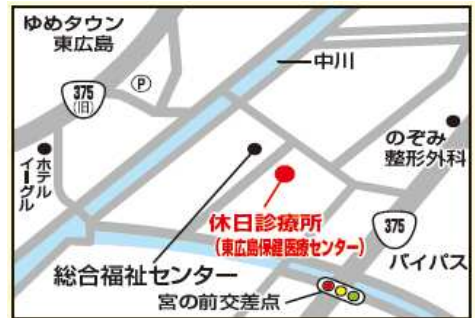 ゆめタウン
東広島
中川
375
(旧)
P
のぞみ
整形外科
ホテル
イーグル
休日診療所
(東広島保健医療センター)
375
バイパス
総合福祉センター
宮の前交差点